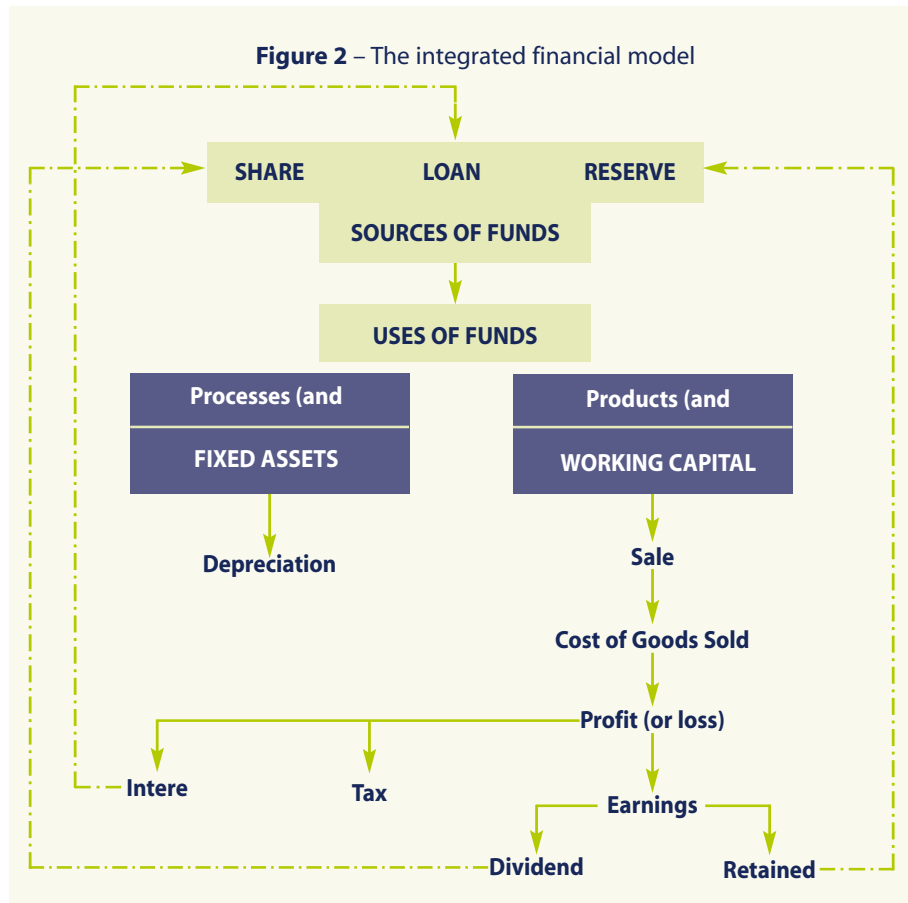 Figure 2 – The integrated financial model
SHARE LOAN RESERVE
SOURCES OF FUNDS
USES OF FUNDS
Processes (and
FIXED ASSETS
Products (and
WORKING CAPITAL
Depreciation
Sale
Cost of Goods Sold
Profit (or loss)
Intere
Tax
Earnings
Dividend
Retained